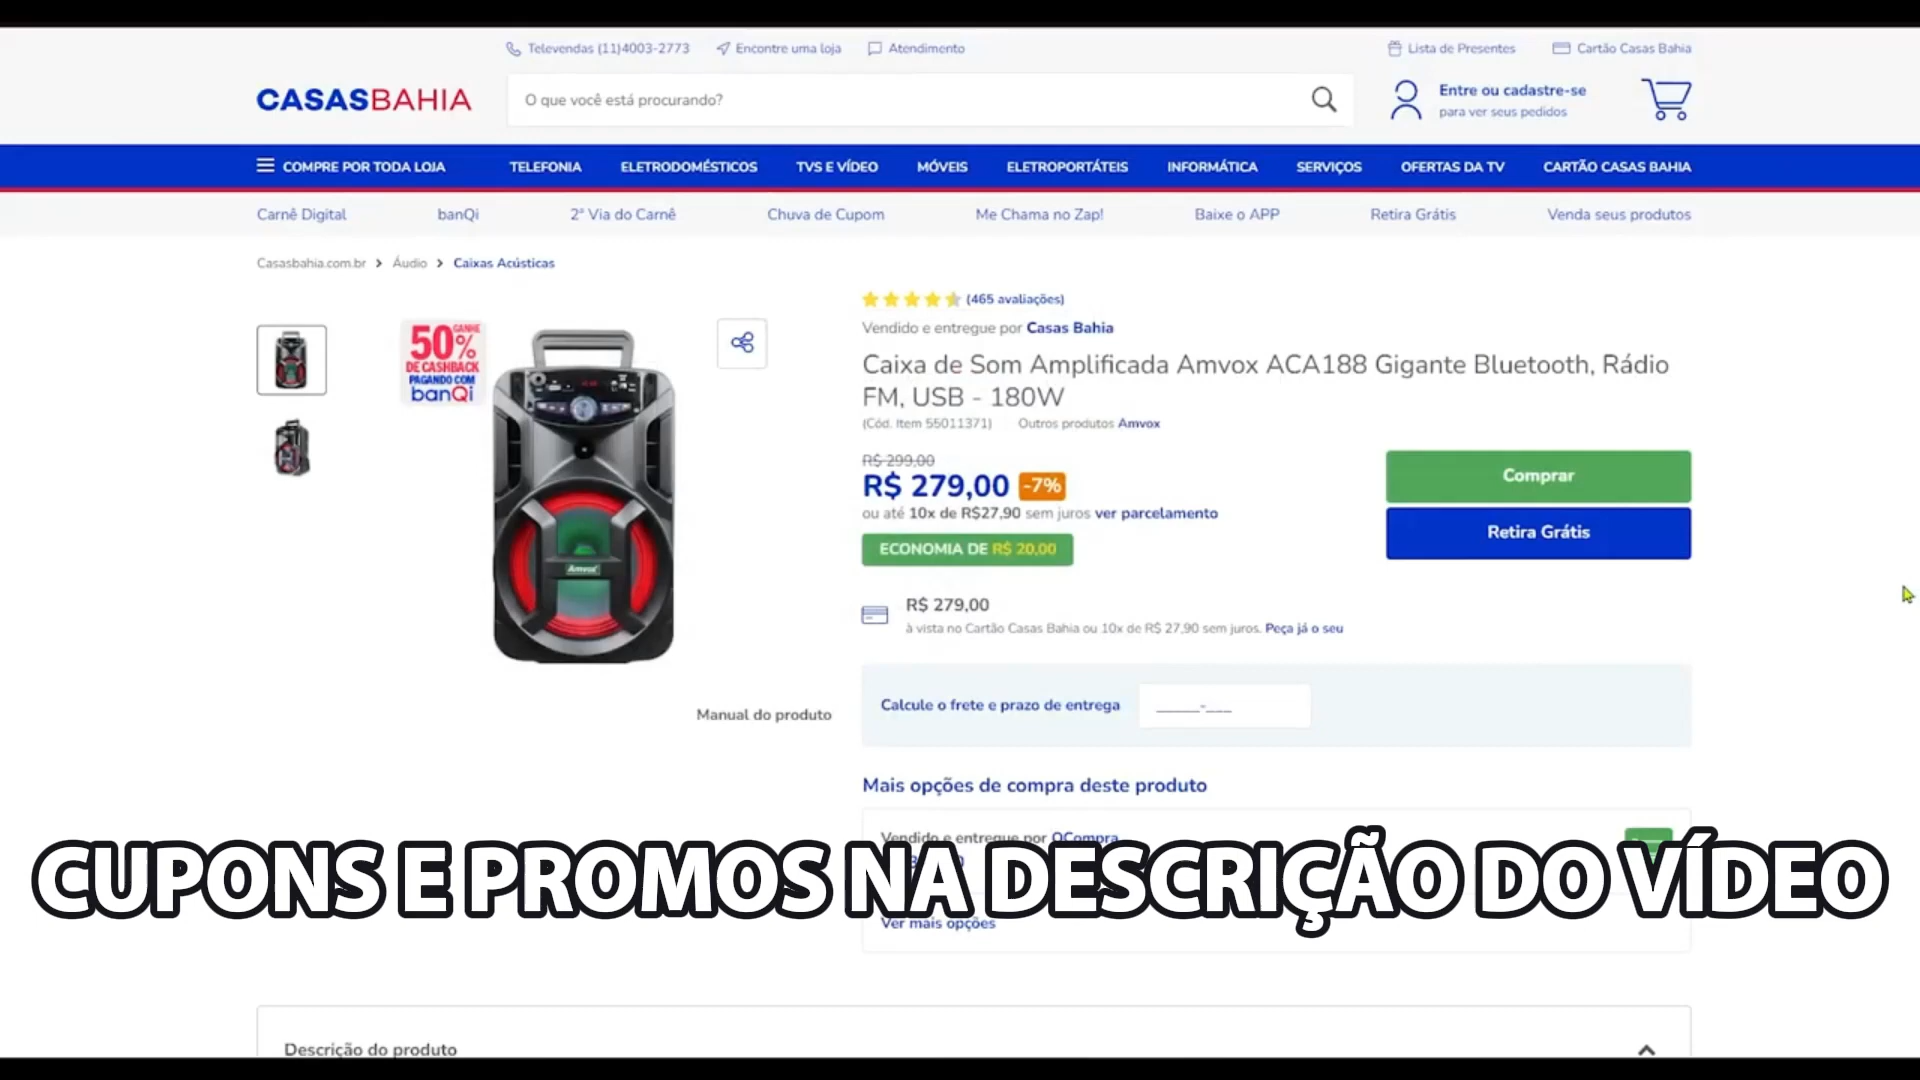 Televendas (11)4003-2773 Encontre uma loja Atendimento Lista de Presentes Cartão Casas Bahia
CASASBAHIA
O que você está procurando?
Entre ou cadastre-se
para ver seus pedidos
COMPRE POR TODA LOJA TELEFONIA ELETRODOMÉSTICOS TVS E VÍDEO MÓVEIS ELETROPORTÁTEIS INFORMÁTICA SERVIÇOS OFERTAS DA TV CARTÃO CASAS BAHIA
Carnê Digital banQi 2ª Via do Carnê Chuva de Cupom Me Chama no Zap! Baixe o APP Retira Grátis Venda seus produtos
Casasbahia.com.br > Áudio > Caixas Acústicas
(465 avaliações)
Vendido e entregue por Casas Bahia
Caixa de Som Amplificada Amvox ACA188 Gigante Bluetooth, Rádio
FM, USB - 180W
(Cód. Item 55011371) Outros produtos Amvox
GANHE
50%
DE CASHBACK
PAGANDO COM
banQi
Amvox
R$ 299,00
R$ 279,00 -7%
ou até 10x de R$27,90 sem juros ver parcelamento
ECONOMIA DE R$ 20,00
Comprar
Retira Grátis
R$ 279,00
à vista no Cartão Casas Bahia ou 10x de R$ 27,90 sem juros. Peça já o seu
Manual do produto
Calcule o frete e prazo de entrega _____-___
Mais opções de compra deste produto
Vendido e entregue por QCompra
CUPONS E PROMOS NA DESCRIÇÃO DO VÍDEO
Ver mais opções
Descrição do produto